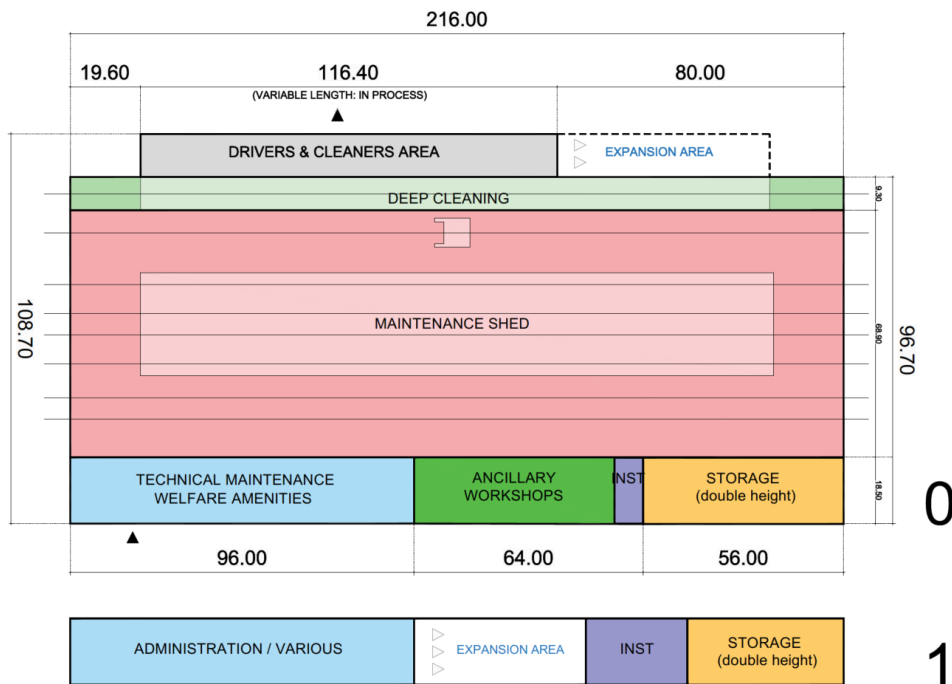 216.00
19.60 116.40 80.00
(VARIABLE LENGTH: IN PROCESS)
DRIVERS & CLEANERS AREA
EXPANSION AREA
DEEP CLEANING
9.30
MAINTENANCE SHED
108.70
68.90
96.70
TECHNICAL MAINTENANCE
WELFARE AMENITIES
ANCILLARY
WORKSHOPS
INST
STORAGE
(double height)
18.50
0
96.00 64.00 56.00
ADMINISTRATION / VARIOUS
EXPANSION AREA
INST
STORAGE
(double height)
1